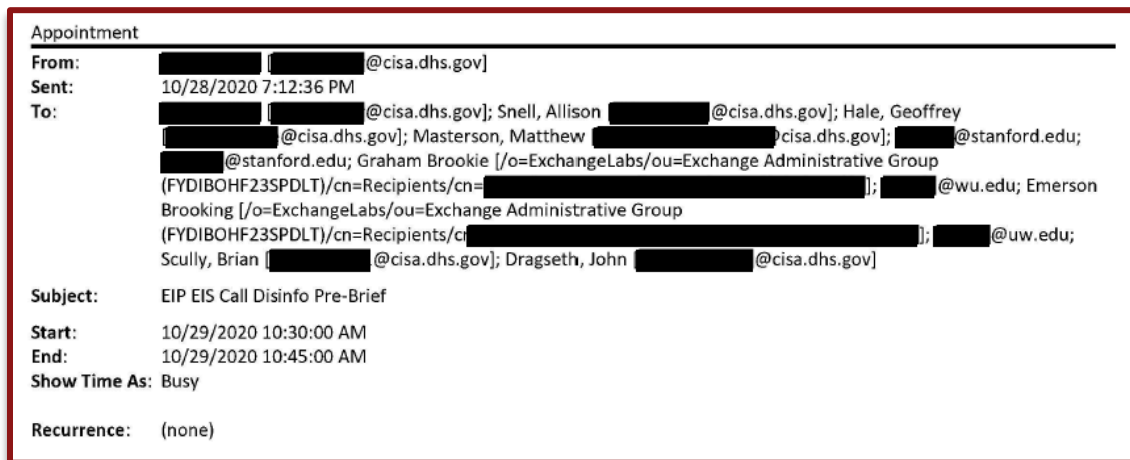 Appointment
From: [ @cisa.dhs.gov]
Sent: 10/28/2020 7:12:36 PM
To: [ @cisa.dhs.gov]; Snell, Allison [ @cisa.dhs.gov]; Hale, Geoffrey
[ @cisa.dhs.gov]; Masterson, Matthew [ cisa.dhs.gov]; @stanford.edu;
@stanford.edu; Graham Brookie [/o=ExchangeLabs/ou=Exchange Administrative Group
(FYDIBOHF23SPDLT)/cn=Recipients/cn= ]; @wu.edu; Emerson
Brooking [/o=ExchangeLabs/ou=Exchange Administrative Group
(FYDIBOHF23SPDLT)/cn=Recipients/c ]; @uw.edu;
Scully, Brian [ @cisa.dhs.gov]; Dragseth, John [ @cisa.dhs.gov]
Subject: EIP EIS Call Disinfo Pre-Brief
Start: 10/29/2020 10:30:00 AM
End: 10/29/2020 10:45:00 AM
Show Time As: Busy
Recurrence: (none)